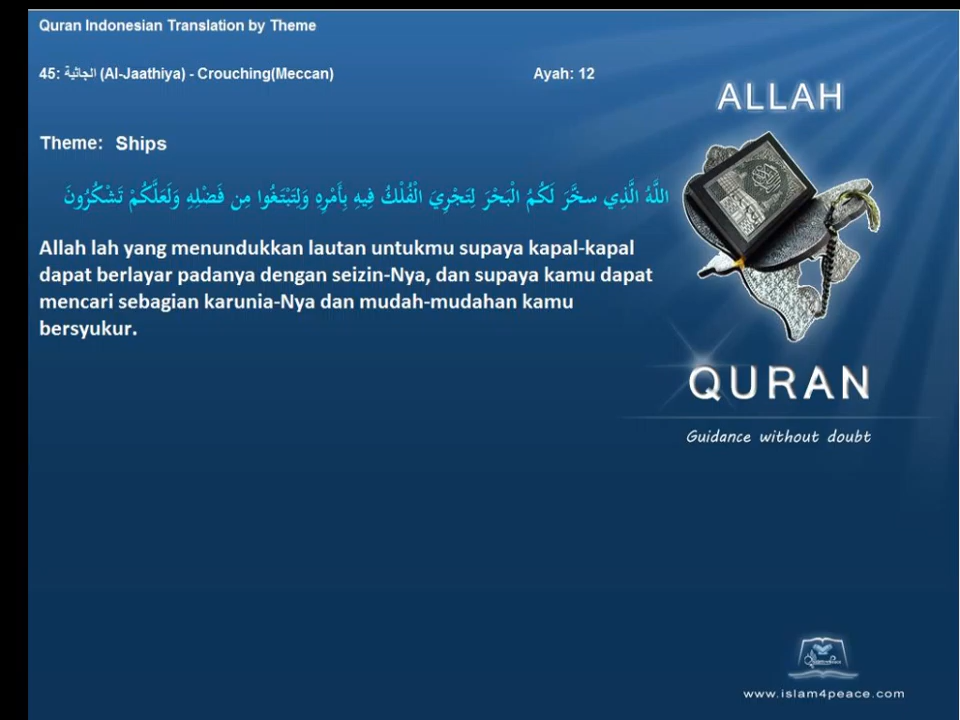 Quran Indonesian Translation by Theme
45: الجاثية (Al-Jaathiya) - Crouching(Meccan)
Ayah: 12
Theme: Ships
اللَّهُ الَّذِي سخَّرَ لَكُمُ الْبَحْرَ لِتَجْرِيَ الْفُلْكُ فِيهِ بِأَمْرِهِ وَلِتَبْتَغُوا مِن فَضْلِهِ وَلَعَلَّكُمْ تَشْكُرُونَ
Allah lah yang menundukkan lautan untukmu supaya kapal-kapal
dapat berlayar padanya dengan seizin-Nya, dan supaya kamu dapat
mencari sebagian karunia-Nya dan mudah-mudahan kamu
bersyukur.
ALLAH
QURAN
Guidance without doubt
www.islam4peace.com